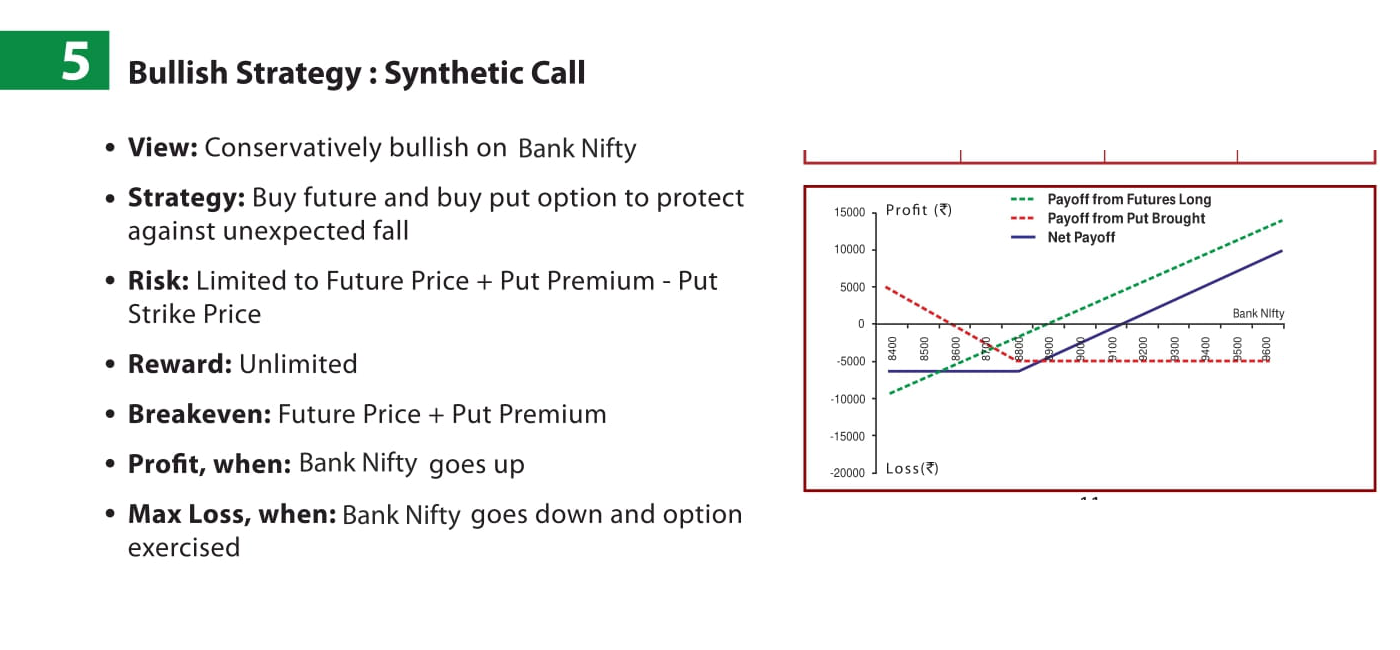 5
Bullish Strategy : Synthetic Call
• View: Conservatively bullish on Bank Nifty
• Strategy: Buy future and buy put option to protect
against unexpected fall
• Risk: Limited to Future Price + Put Premium - Put
Strike Price
• Reward: Unlimited
• Breakeven: Future Price + Put Premium
• Profit, when: Bank Nifty goes up
• Max Loss, when: Bank Nifty goes down and option
exercised
Payoff from Futures Long
Payoff from Put Brought
Net Payoff
Profit (₹)
15000
10000
5000
0
-5000
-10000
-15000
-20000
Bank NIfty
8400
8500
8600
8700
8800
8900
9000
9100
9200
9300
9400
9500
9600
Loss(₹)